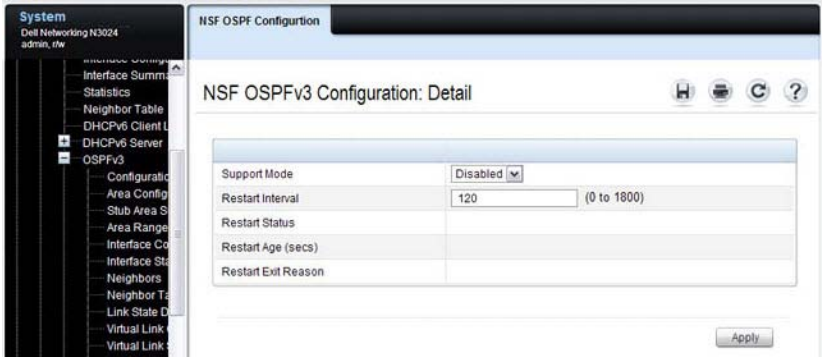 System
Dell Networking N3024
admin, r/w
Interface Summa
Statistics
Neighbor Table
DHCPv6 Client L
DHCPv6 Server
OSPFv3
Configuratio
Area Config
Stub Area S
Area Range
Interface Co
Interface Sta
Neighbors
Neighbor Ta
Link State D
Virtual Link
Virtual Link
NSF OSPF Configurtion
NSF OSPFv3 Configuration: Detail
Support Mode Disabled
Restart Interval 120 (0 to 1800)
Restart Status
Restart Age (secs)
Restart Exit Reason
Apply